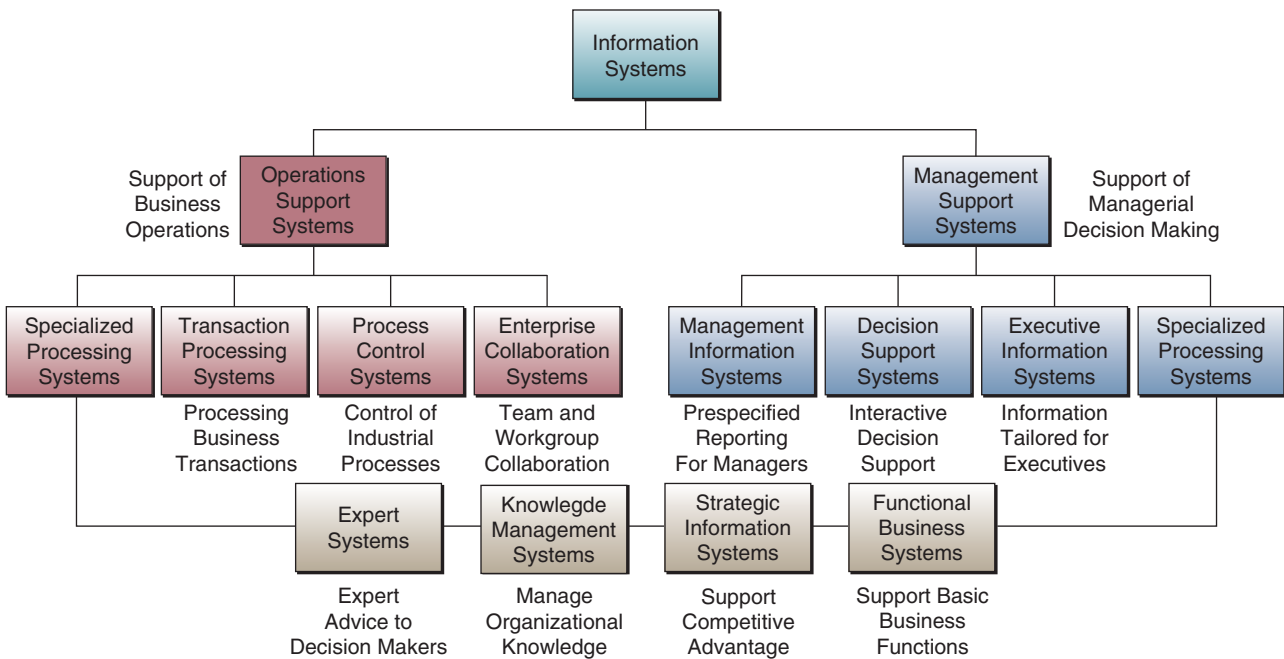 Information
Systems
Support of
Business
Operations
Operations
Support
Systems
Management
Support
Systems
Support of
Managerial
Decision Making
Specialized
Processing
Systems
Transaction
Processing
Systems
Process
Control
Systems
Enterprise
Collaboration
Systems
Management
Information
Systems
Decision
Support
Systems
Executive
Information
Systems
Specialized
Processing
Systems
Processing
Business
Transactions
Control of
Industrial
Processes
Team and
Workgroup
Collaboration
Prespecified
Reporting
For Managers
Interactive
Decision
Support
Information
Tailored for
Executives
Expert
Systems
Knowlegde
Management
Systems
Strategic
Information
Systems
Functional
Business
Systems
Expert
Advice to
Decision Makers
Manage
Organizational
Knowledge
Support
Competitive
Advantage
Support Basic
Business
Functions